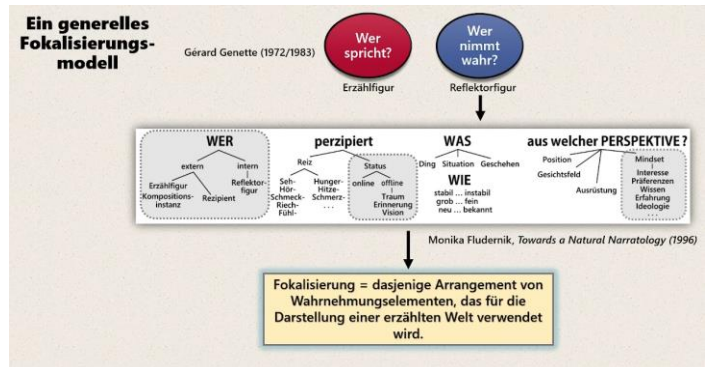 Ein generelles
Fokalisierungs-
modell
Gérard Genette (1972/1983)
Wer
spricht?
Erzählfigur
Wer
nimmt
wahr?
Reflektorfigur
WER
extern
intern
Erzählfigur
Kompositions-
instanz
Rezipient
Reflektor-
figur
perzipiert
Reiz
Status
Seh-
Hör-
Schmeck-
Riech-
Fühl-
Hunger-
Hitze-
Schmerz-
. . .
online
offline
Traum
Erinnerung
Vision
WAS
Ding Situation Geschehen
WIE
stabil ... instabil
grob ... fein
neu ... bekannt
aus welcher PERSPEKTIVE ?
Position
Gesichtsfeld
Ausrüstung
Mindset
Interesse
Präferenzen
Wissen
Erfahrung
Ideologie
. . .
Monika Fludernik, Towards a Natural Narratology (1996)
Fokalisierung = dasjenige Arrangement von
Wahrnehmungselementen, das für die
Darstellung einer erzählten Welt verwendet
wird.